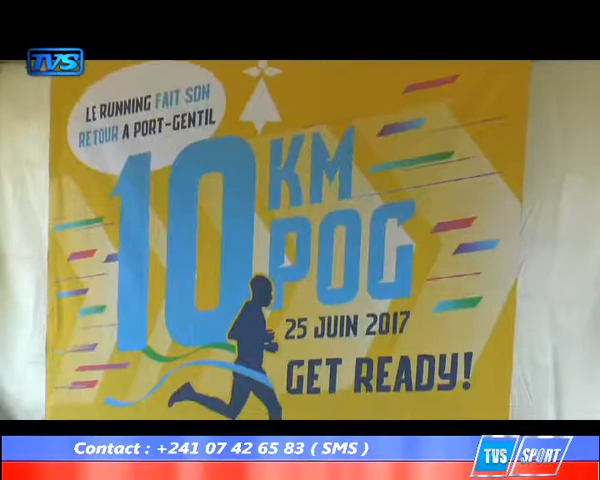 TVS
LE RUNNING FAIT SON
RETOUR A PORT-GENTIL
10 KM
POG
25 JUIN 2017
GET READY!
Contact : +241 07 42 65 83 ( SMS )
TVS SPORT